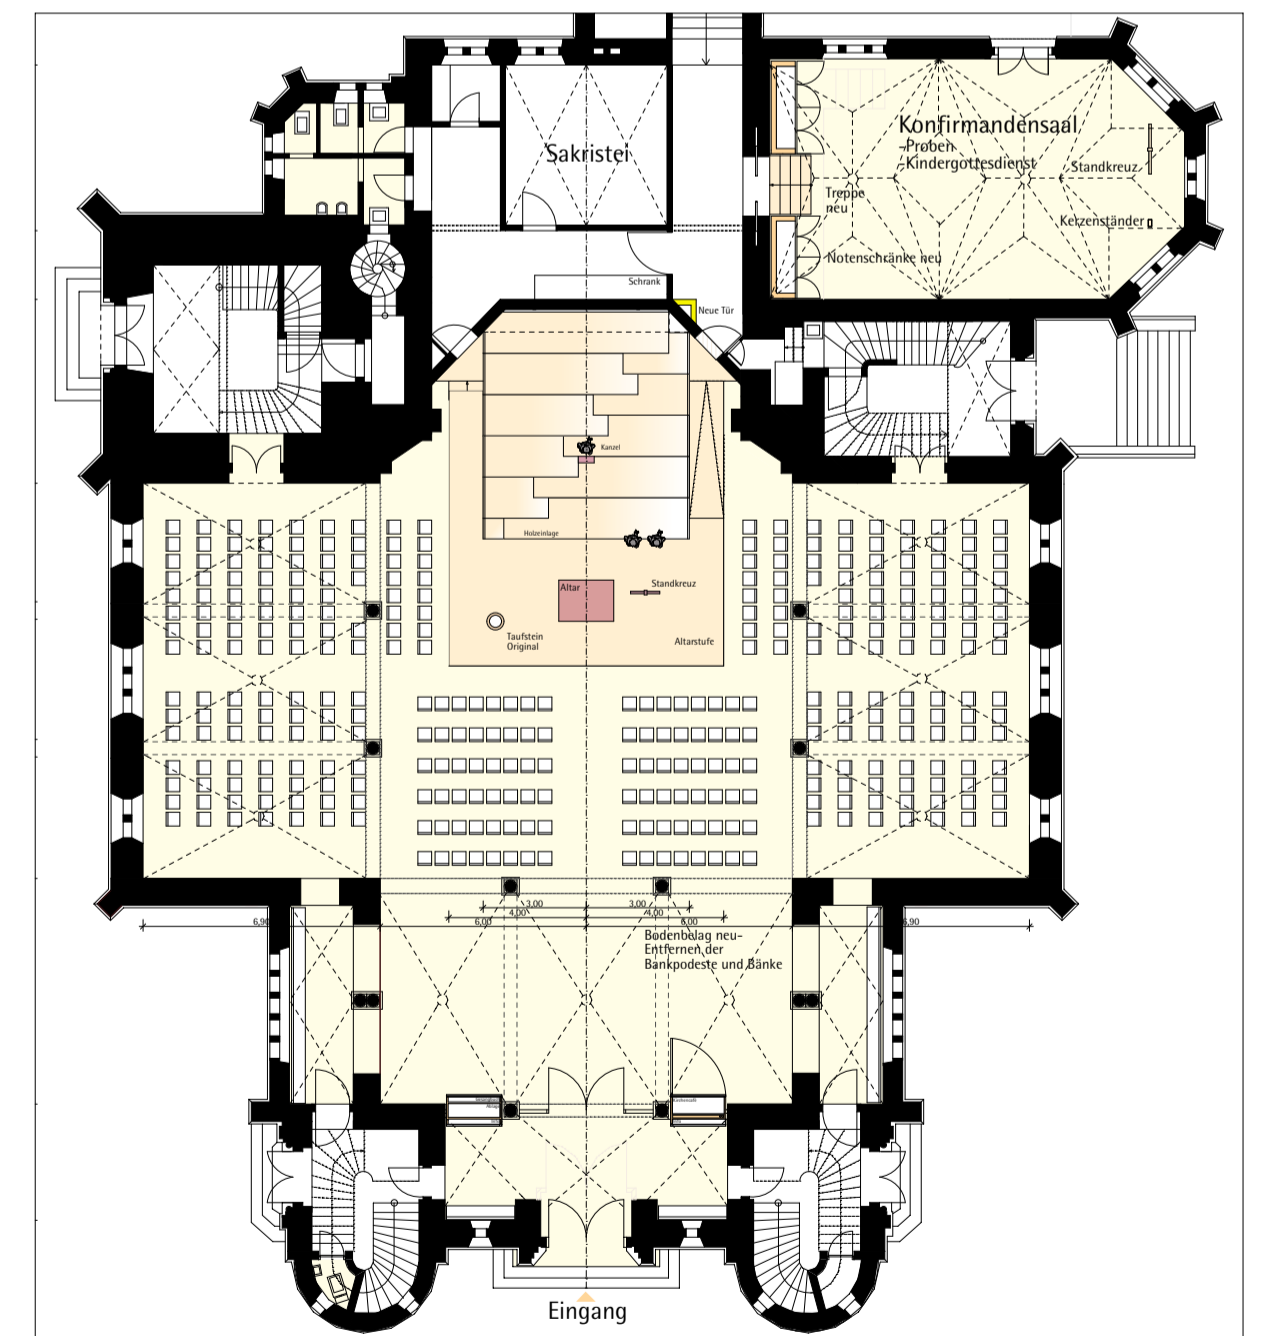 Konfirmandensaal
-Proben
-Kindergottesdienst
Standkreuz
Sakristei
Treppe
neu
Kerzenständer
Notenschränke neu
Schrank
Neue Tür
Kanzel
Holzeinlage
Altar
Standkreuz
Taufstein
Original
Altarstufe
3,00
3,00
4,00
4,00
6,90
6,00
6,00
6,90
Bodenbelag neu-
Entfernen der
Bankpodeste und Bänke
Eingang